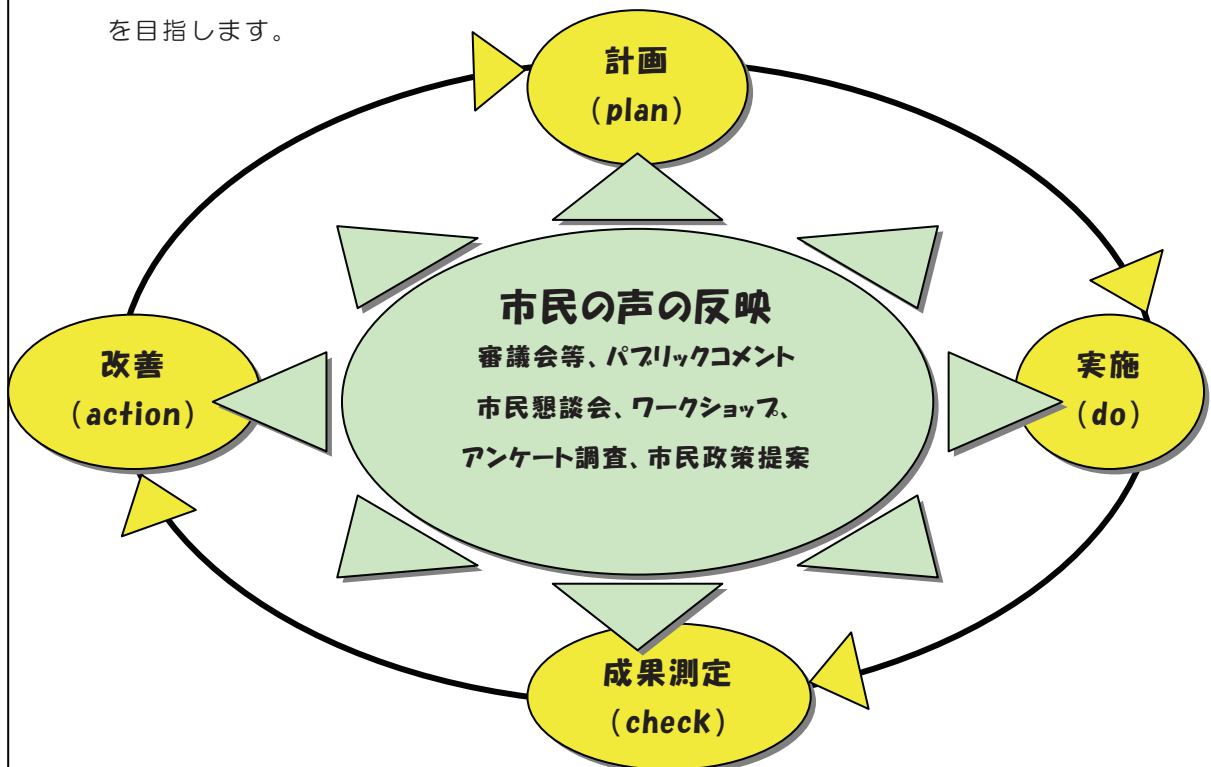 を目指します。
計画
（plan）
市民の声の反映
審議会等、パブリックコメント
市民懇談会、ワークショップ、
アンケート調査、市民政策提案
改善
（action）
実施
（do）
成果測定
（check）